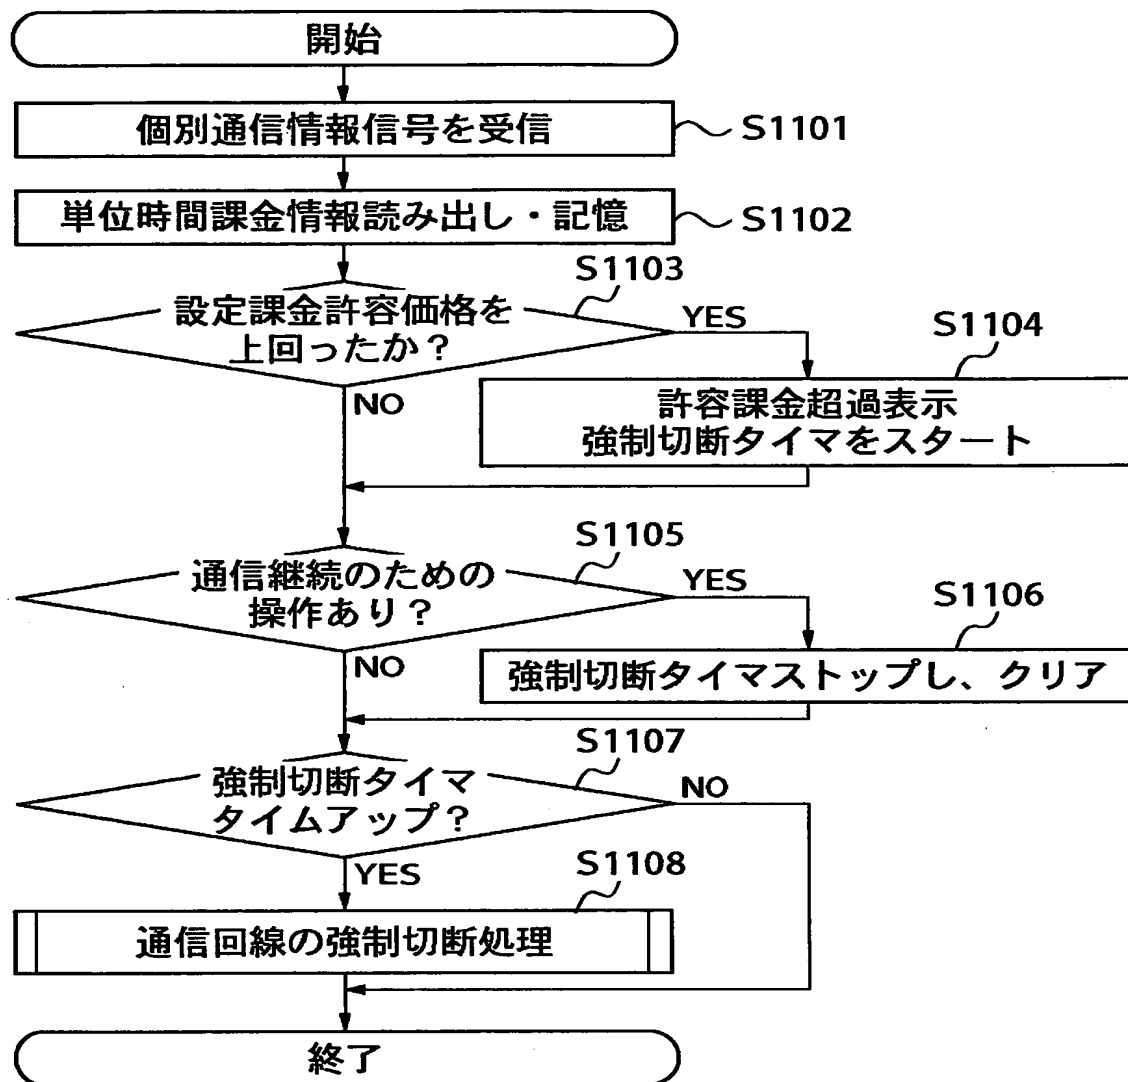 開始
個別通信情報信号を受信
S1101
単位時間課金情報読み出し・記憶
S1102
S1103
設定課金許容価格を
上回ったか？
YES
NO
S1104
許容課金超過表示
強制切断タイマをスタート
S1105
通信継続のための
操作あり？
YES
NO
S1106
強制切断タイマストップし、クリア
S1107
強制切断タイマ
タイムアップ？
NO
YES
S1108
通信回線の強制切断処理
終了